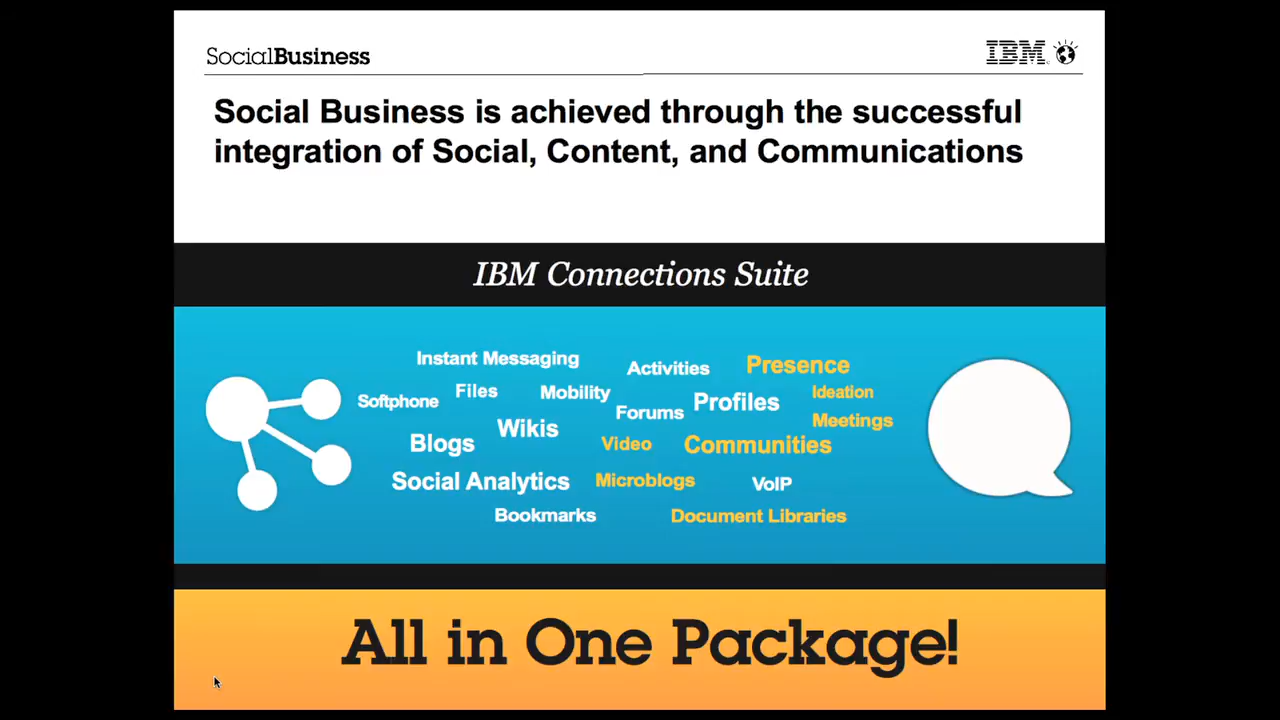 SocialBusiness
IBM
Social Business is achieved through the successful
integration of Social, Content, and Communications
IBM Connections Suite
Instant Messaging
Activities
Presence
Softphone
Files
Mobility
Forums
Profiles
Ideation
Meetings
Blogs
Wikis
Video
Communities
Social Analytics
Microblogs
VoIP
Bookmarks
Document Libraries
All in One Package!